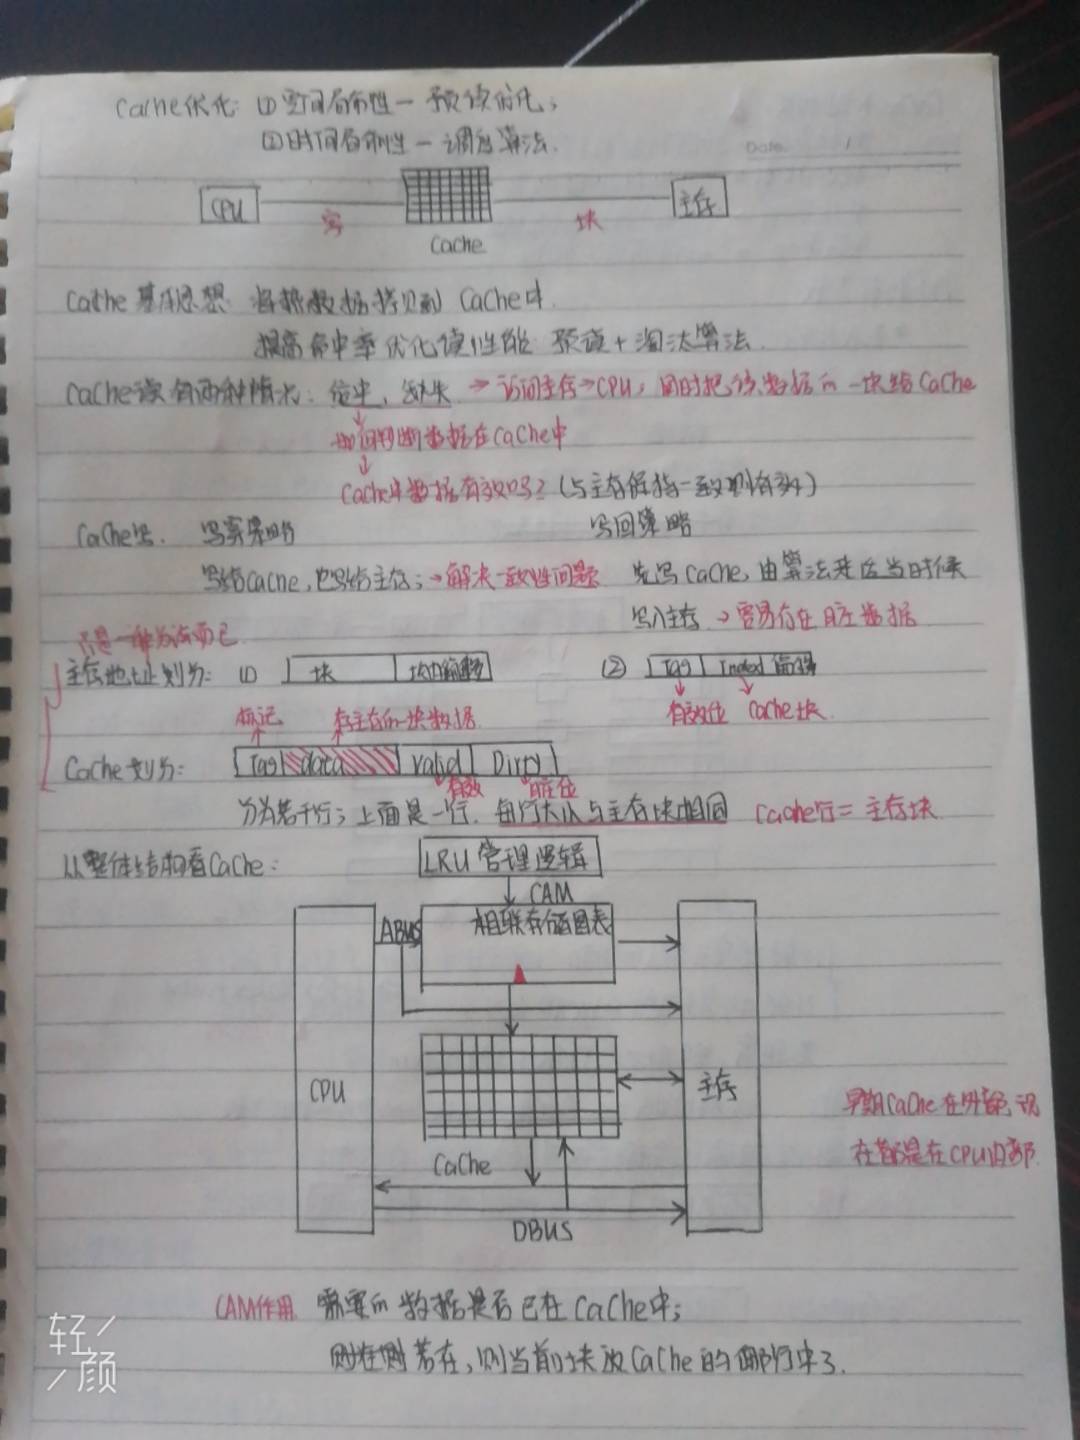 Cache优化: ①空间局部性—预读优化;
②时间局部性—调度算法.
Date. 1
CPU 字 Cache 块 主存
Cache基本思想: 将热数据拷贝到 Cache中.
提高命中率优化读性能 预读+淘汰算法.
Cache读有两种情况: 命中, 缺失 → 访问主存→CPU, 同时把该数据的一块给Cache
如何判断数据在Cache中
Cache中数据有效吗? (与主存保持一致则有效)
Cache写. 写穿策略 写回策略
写给Cache,也写给主存; → 解决一致性问题 先写Cache, 由算法来适当时候
写入主存 → 容易存在脏数据
只是一种方法而已
主存地址划分: (1) 块 块内偏移 (2) Tag Index 偏移
标记 存主存的一块数据 有效位 Cache块
Cache划分: Tag data Valid Dirty
有效 脏位
分为若干行; 上面是一行. 每行大小与主存块相同 Cache行=主存块
从整体结构看Cache: LRU 管理逻辑
CAM
ABUS 相联存储图表
CPU 主存
早期Cache在外部,现
在都是在CPU内部.
Cache
DBUS
CAM作用 需要的数据是否已在Cache中;
若在,则当前块放Cache的哪行中了.
轻颜